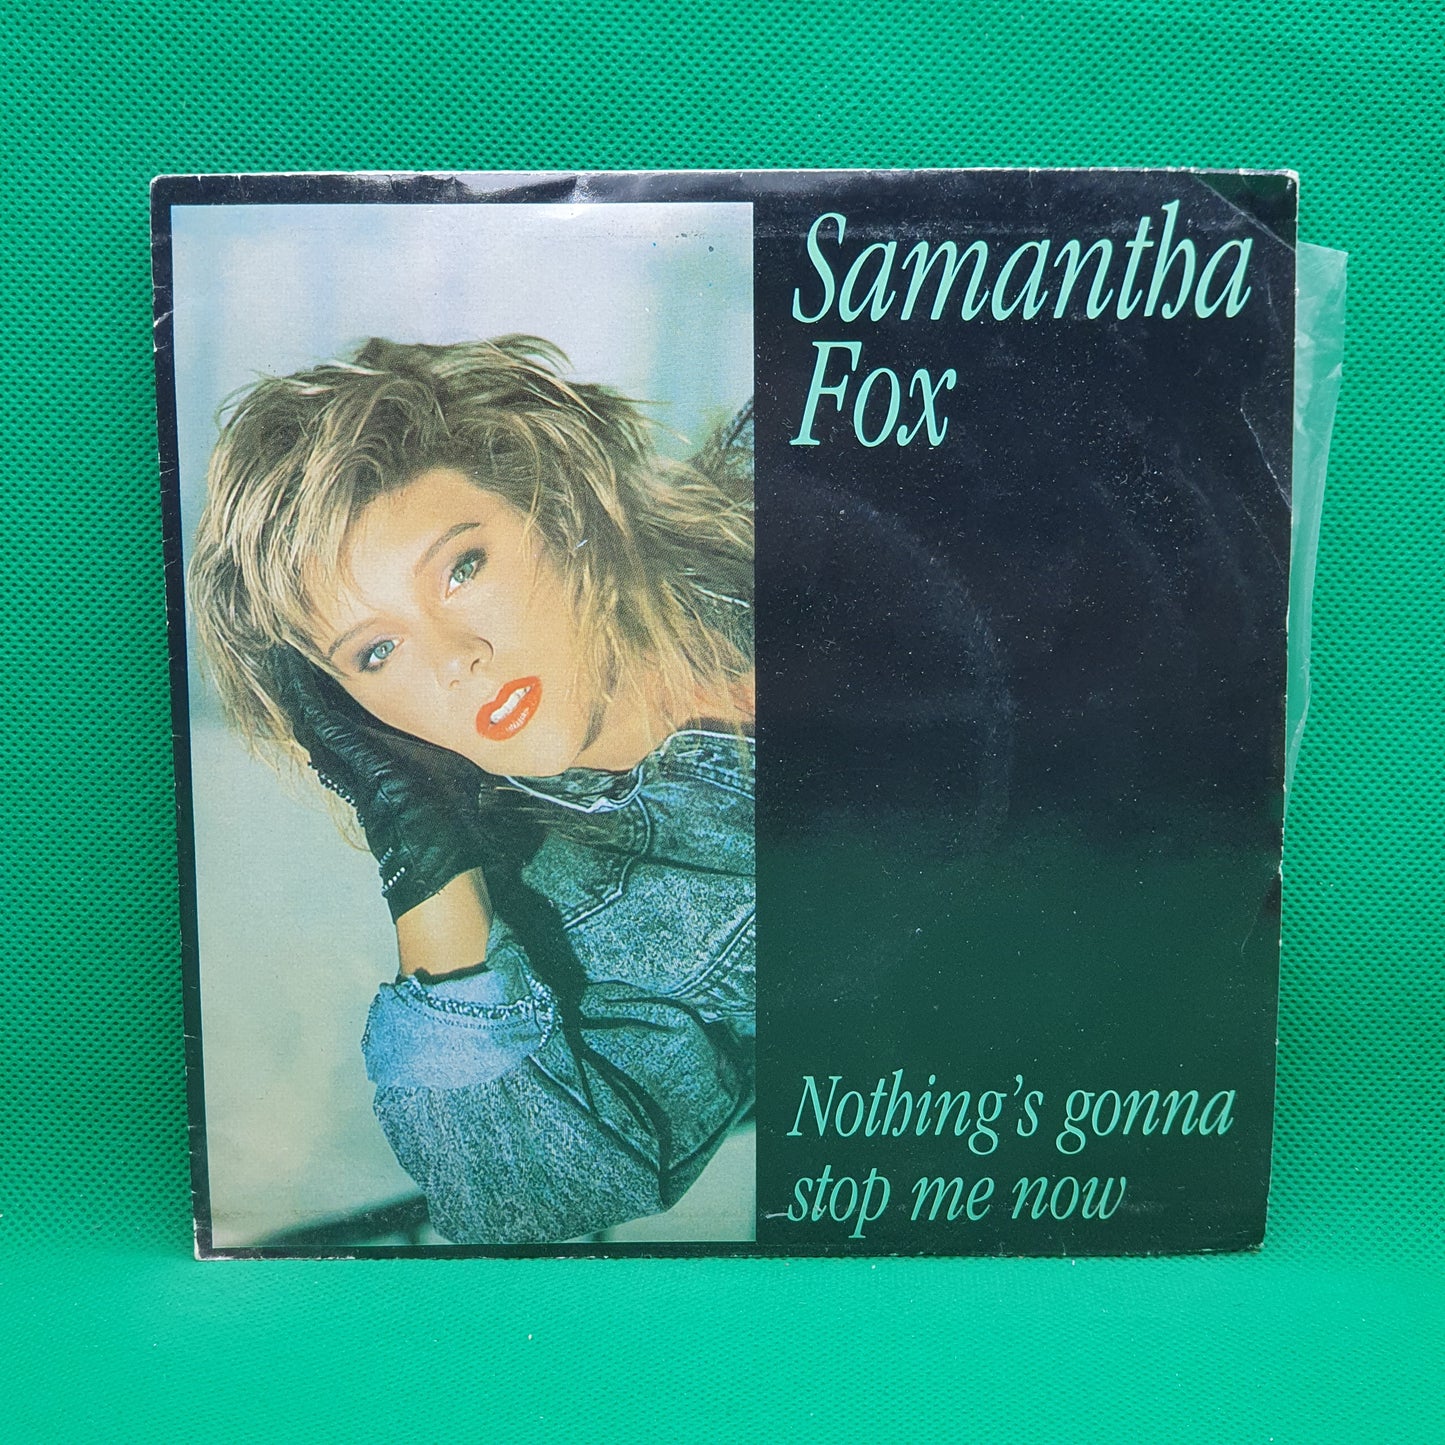 Samantha
Fox
Nothing's gonna
stop me now